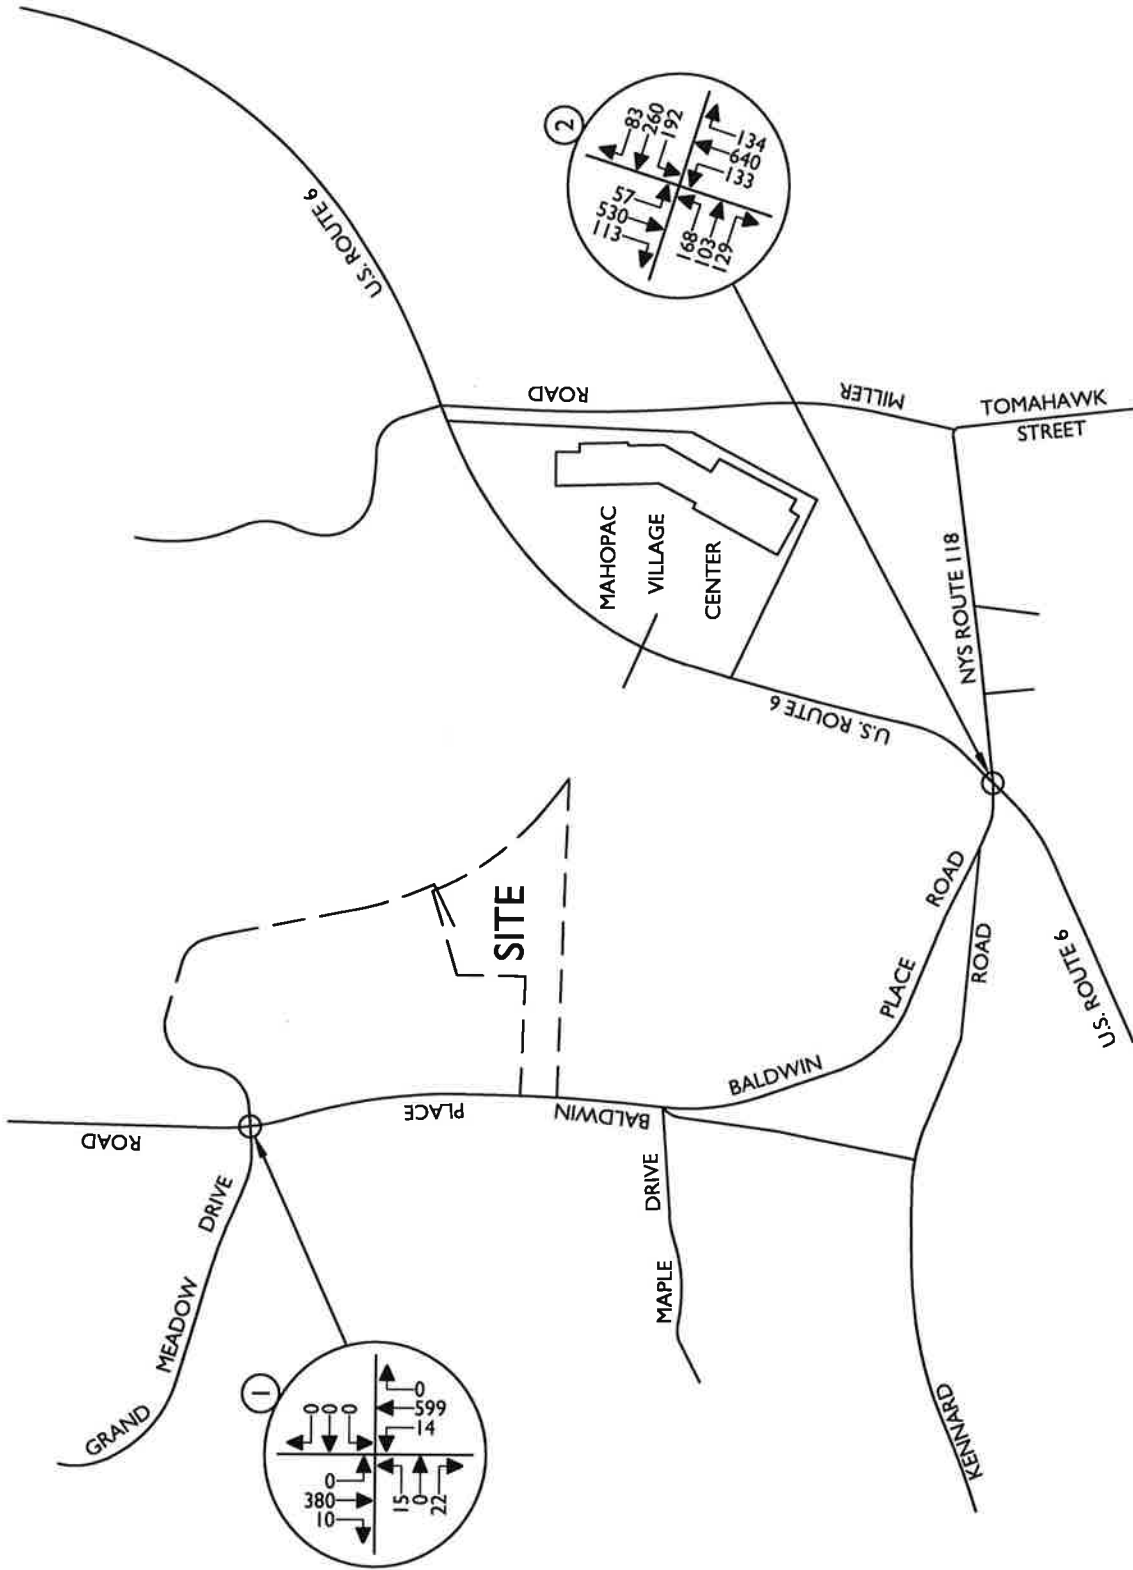 U.S. ROUTE 6
2
83
260
192
57
530
113
134
640
133
168
103
129
ROAD
MILLER
TOMAHAWK
STREET
MAHOPAC
VILLAGE
CENTER
NYS ROUTE 118
U.S. ROUTE 6
SITE
ROAD
PLACE
BALDWIN
ROAD
U.S. ROUTE 6
ROAD
PLACE
BALDWIN
DRIVE
MAPLE
DRIVE
MEADOW
GRAND
KENNARD
1
0
0
0
0
380
10
0
599
14
15
0
22